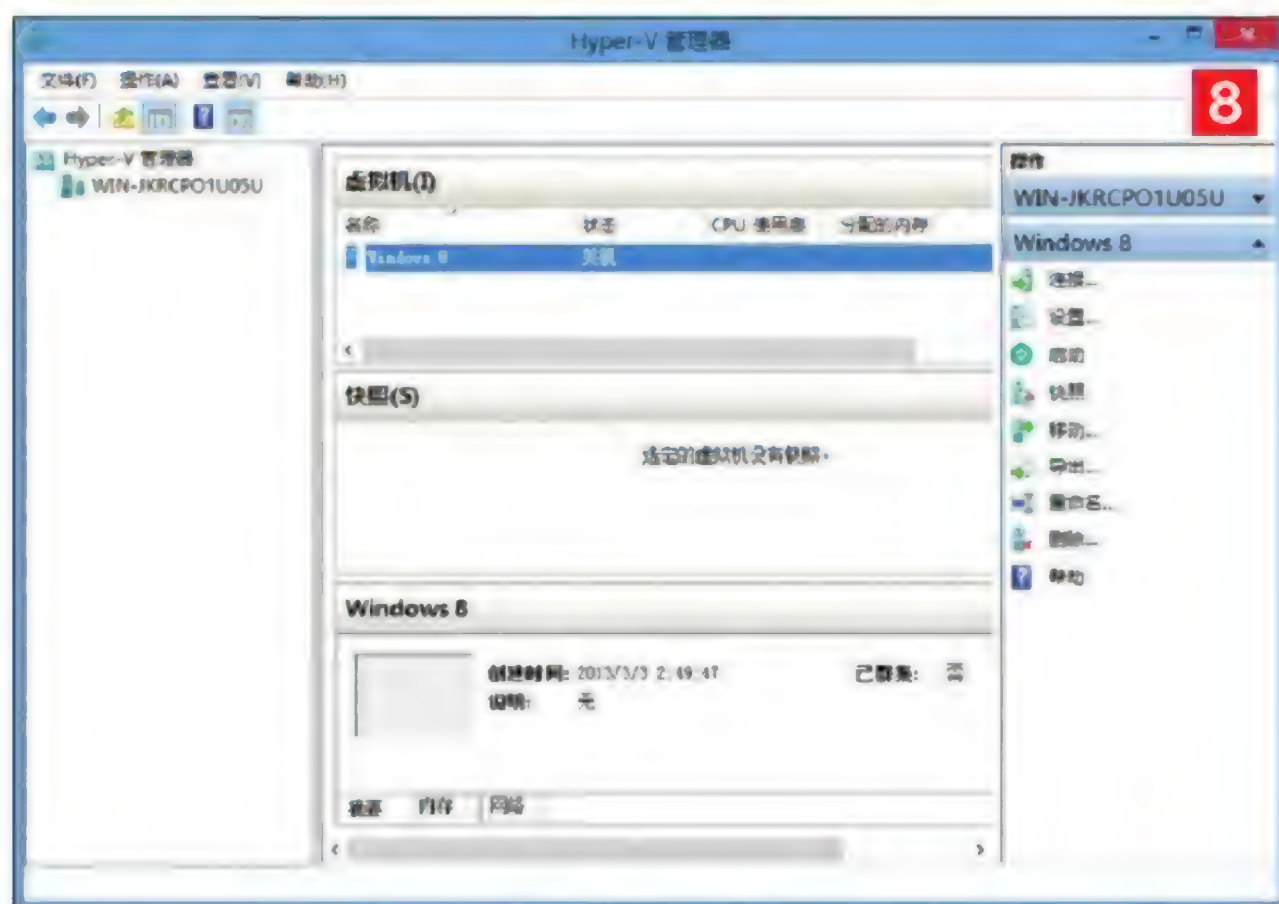 Hyper-V 管理器
文件(F) 操作(A) 查看(V) 帮助(H)
8
Hyper-V 管理器
WIN-JKRCPO1U05U
虚拟机(I)
名称 状态 CPU 使用率 分配的内存
Windows 8 关机
快照(S)
选定的虚拟机没有快照。
Windows 8
创建时间: 2013/3/3 2:49:47 已群集: 否
说明: 无
摘要 内存 网络
操作
WIN-JKRCPO1U05U
Windows 8
连接...
设置...
启动
快照
移动...
导出...
重命名...
删除...
帮助